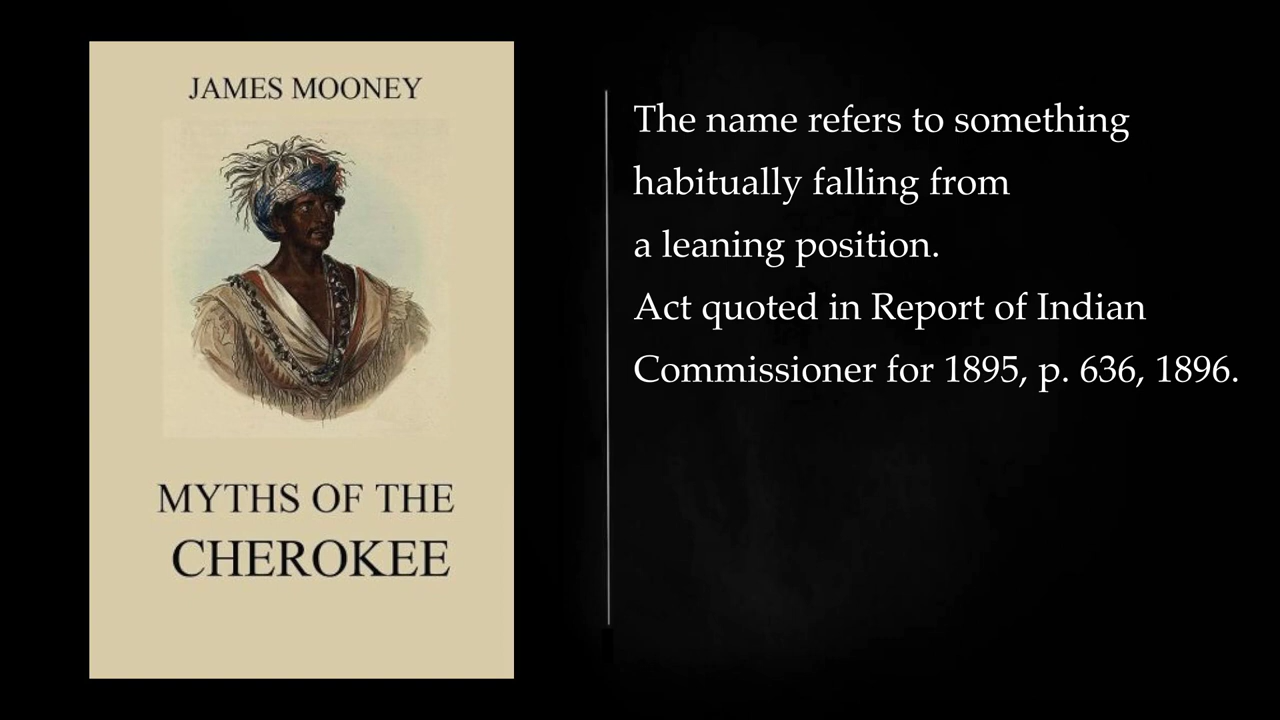 JAMES MOONEY
MYTHS OF THE
CHEROKEE
The name refers to something
habitually falling from
a leaning position.
Act quoted in Report of Indian
Commissioner for 1895, p. 636, 1896.